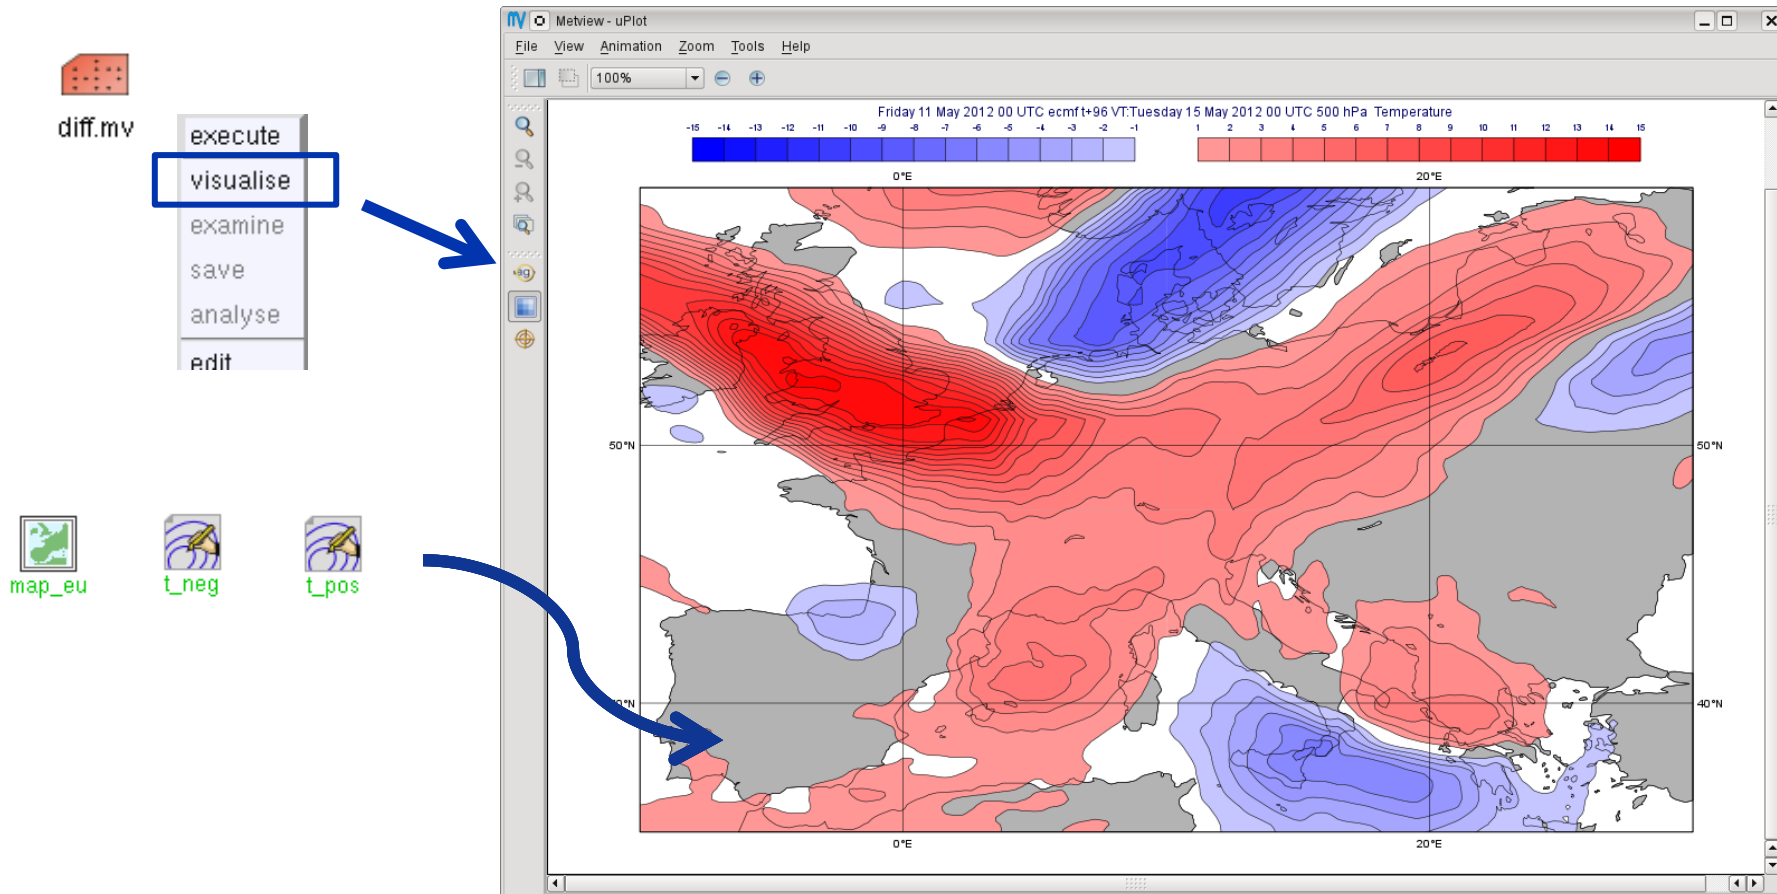 diff.mv
execute
visualise
examine
save
analyse
edit
map_eu
t_neg
t_pos
Metview - uPlot
File View Animation Zoom Tools Help
100%
Friday 11 May 2012 00 UTC ecmf t+96 VT:Tuesday 15 May 2012 00 UTC 500 hPa Temperature
-15 -14 -13 -12 -11 -10 -9 -8 -7 -6 -5 -4 -3 -2 -1 1 2 3 4 5 6 7 8 9 10 11 12 13 14 15
0°E 20°E
50°N 50°N
0°N 40°N
0°E 20°E